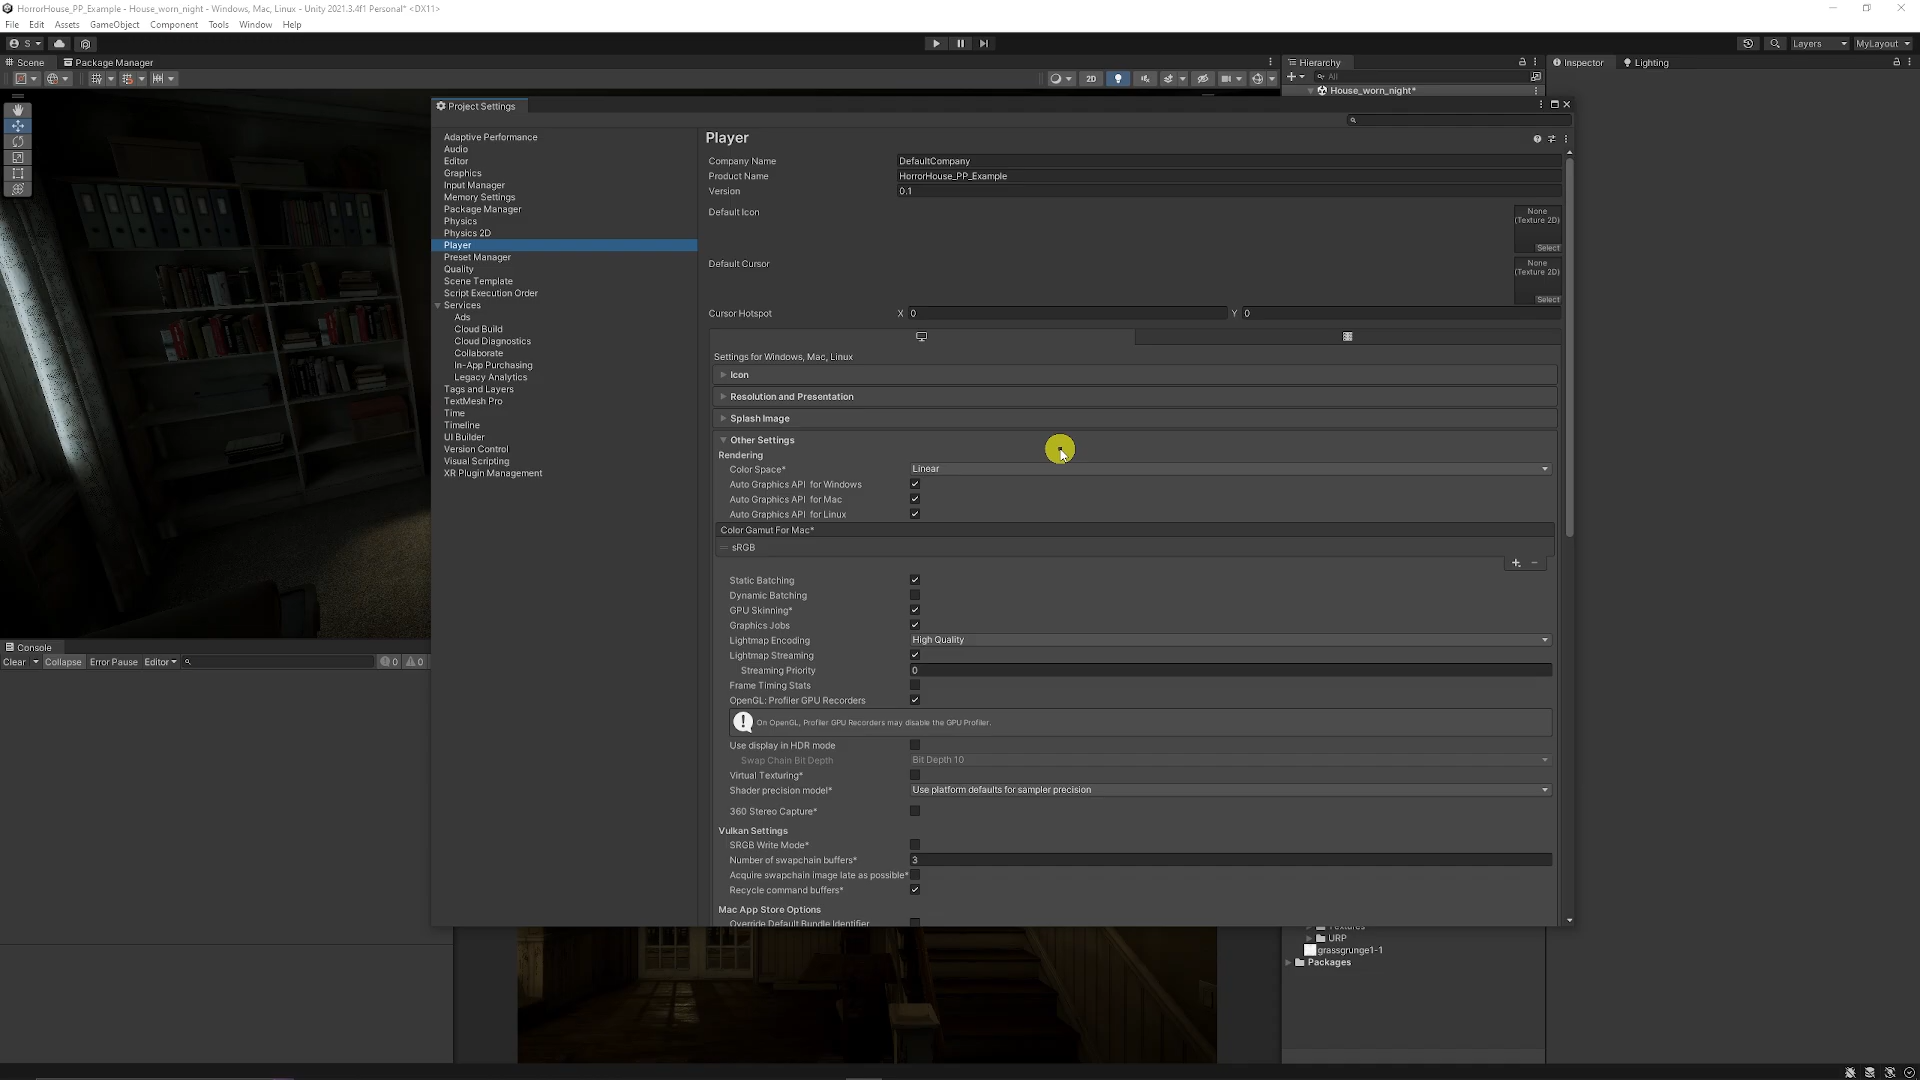 HorrorHouse_PP_Example - House_worn_night - Windows, Mac, Linux - Unity 2021.3.4f1 Personal* <DX11>
File Edit Assets GameObject Component Tools Window Help
S Layers MyLayout
Scene Package Manager Hierarchy Inspector Lighting
2D All
House_worn_night*
Project Settings
Adaptive Performance
Audio
Editor
Graphics
Input Manager
Memory Settings
Package Manager
Physics
Physics 2D
Player
Preset Manager
Quality
Scene Template
Script Execution Order
Services
Ads
Cloud Build
Cloud Diagnostics
Collaborate
In-App Purchasing
Legacy Analytics
Tags and Layers
TextMesh Pro
Time
Timeline
UI Builder
Version Control
Visual Scripting
XR Plugin Management
Player
Company Name DefaultCompany
Product Name HorrorHouse_PP_Example
Version 0.1
Default Icon None
(Texture 2D)
Select
Default Cursor None
(Texture 2D)
Select
Cursor Hotspot X 0 Y 0
Settings for Windows, Mac, Linux
Icon
Resolution and Presentation
Splash Image
Other Settings
Rendering
Color Space* Linear
Auto Graphics API for Windows
Auto Graphics API for Mac
Auto Graphics API for Linux
Color Gamut For Mac*
sRGB
Static Batching
Dynamic Batching
GPU Skinning*
Graphics Jobs
Lightmap Encoding High Quality
Lightmap Streaming
Streaming Priority 0
Frame Timing Stats
OpenGL: Profiler GPU Recorders
On OpenGL, Profiler GPU Recorders may disable the GPU Profiler.
Use display in HDR mode
Swap Chain Bit Depth Bit Depth 10
Virtual Texturing*
Shader precision model* Use platform defaults for sampler precision
360 Stereo Capture*
Vulkan Settings
SRGB Write Mode*
Number of swapchain buffers* 3
Acquire swapchain image late as possible*
Recycle command buffers*
Mac App Store Options
Override Default Bundle Identifier
Console
Clear Collapse Error Pause Editor 0 0
Textures
URP
grassgrunge1-1
Packages